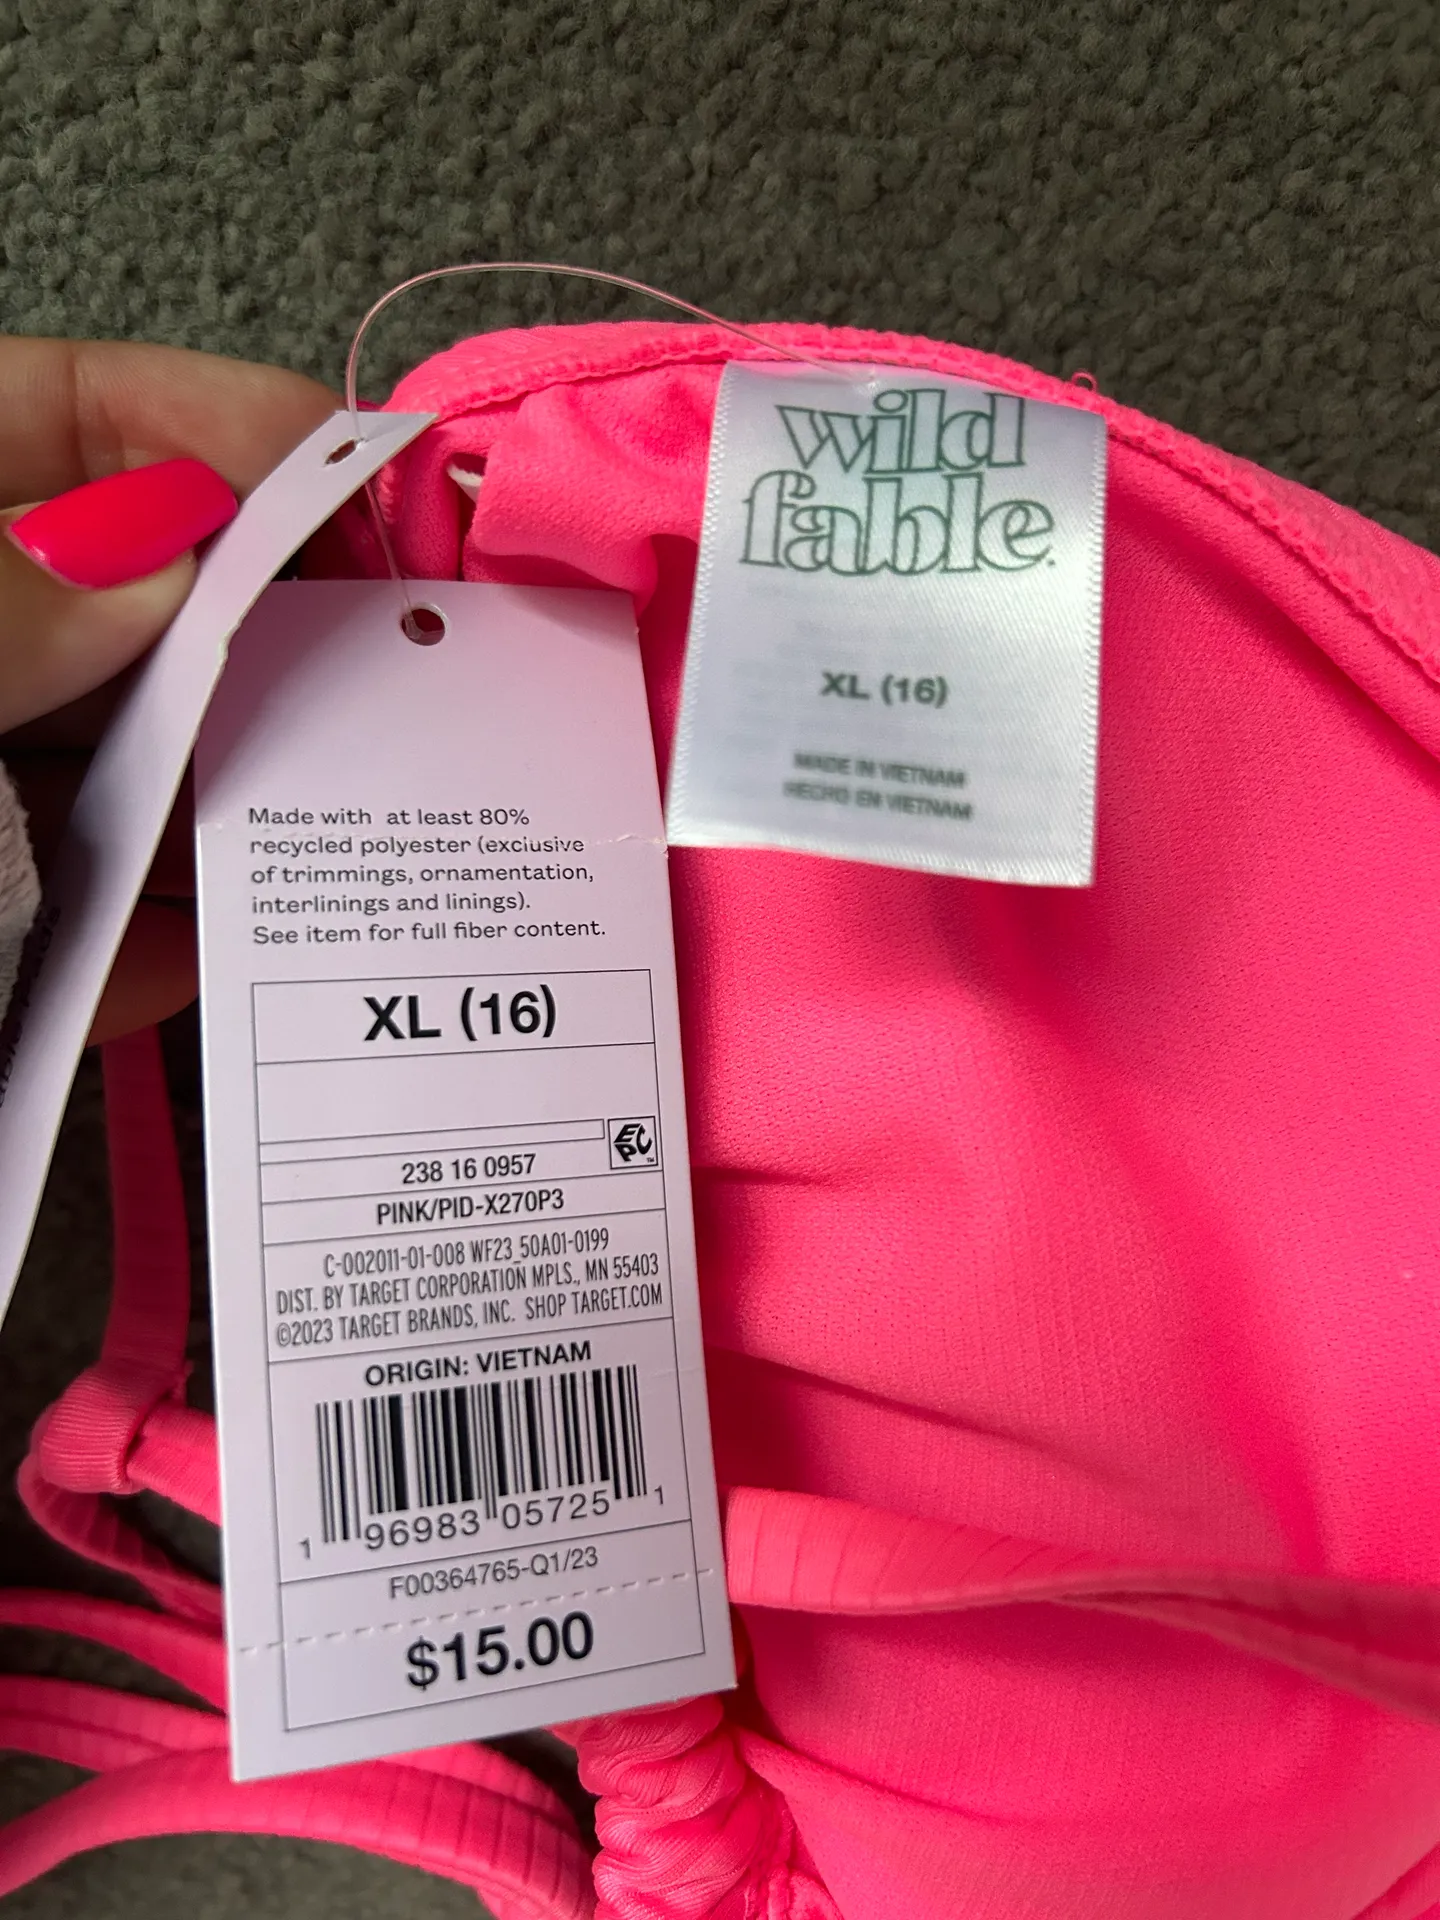 wild
fable.
XL (16)
MADE IN VIETNAM
HECHO EN VIETNAM
Made with at least 80%
recycled polyester (exclusive
of trimmings, ornamentation,
interlinings and linings).
See item for full fiber content.
XL (16)
EPC™
238 16 0957
PINK/PID-X270P3
C-002011-01-008 WF23_50A01-0199
DIST. BY TARGET CORPORATION MPLS., MN 55403
©2023 TARGET BRANDS, INC. SHOP TARGET.COM
ORIGIN: VIETNAM
1 96983 05725 1
F00364765-Q1/23
$15.00